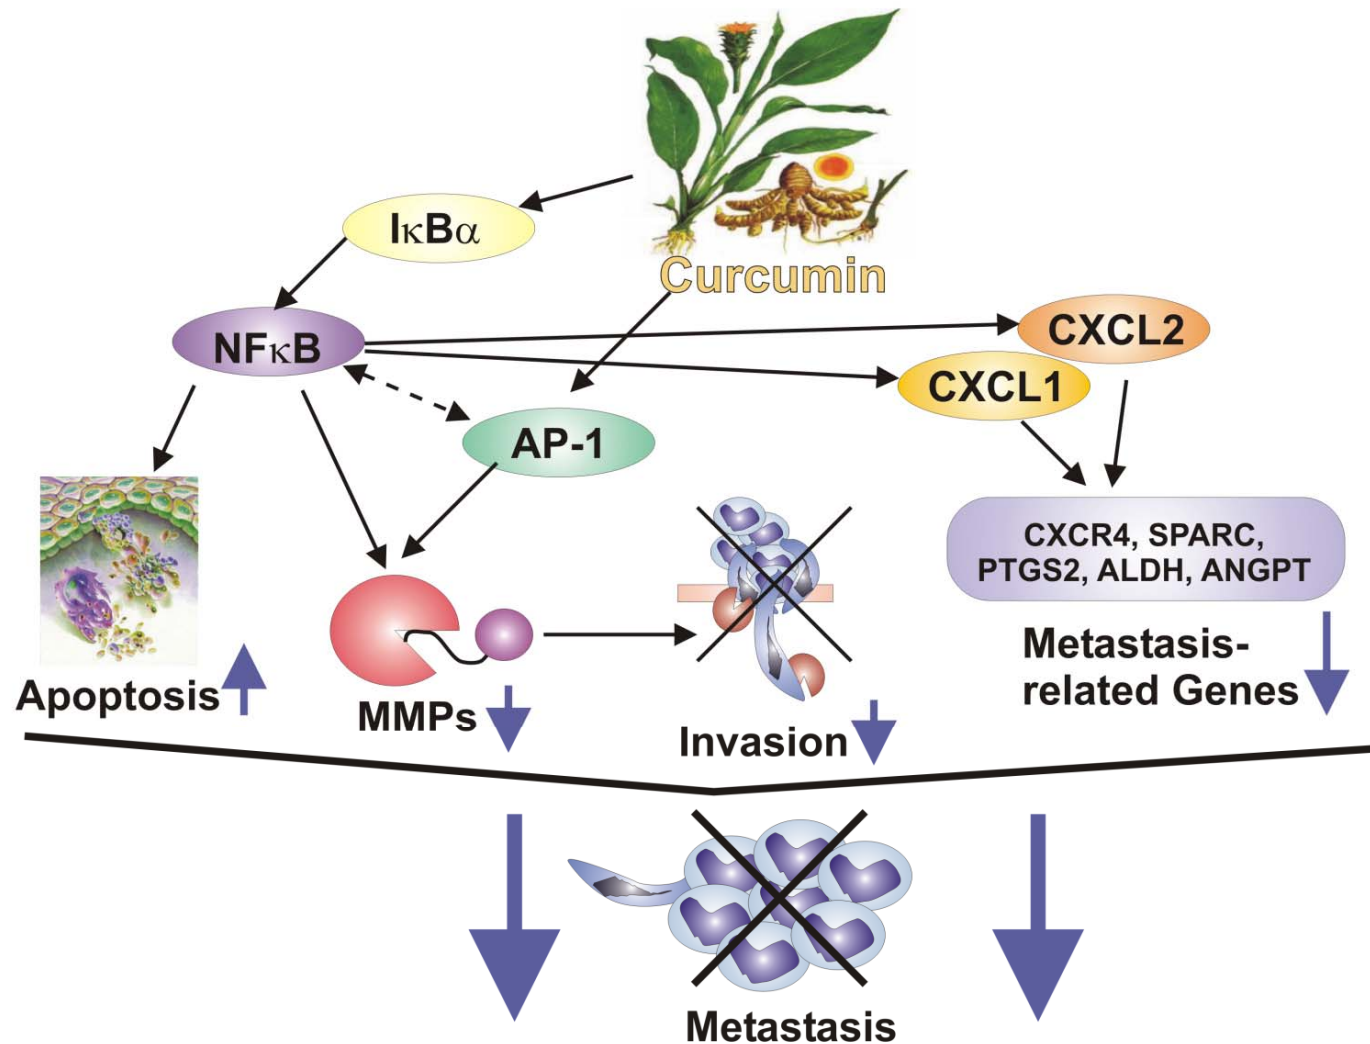 IκBα
Curcumin
NFκB
CXCL2
CXCL1
AP-1
CXCR4, SPARC,
PTGS2, ALDH, ANGPT
Metastasis-
related Genes
Apoptosis
MMPs
Invasion
Metastasis